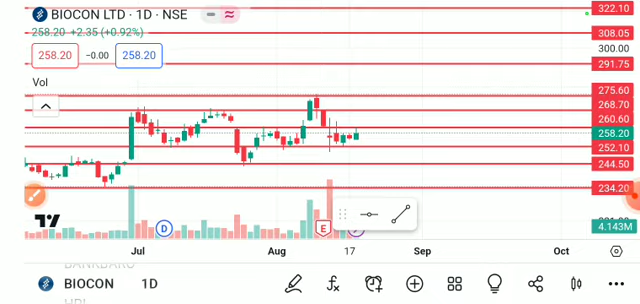 BIOCON LTD · 1D · NSE
258.20 +2.35 (+0.92%)
258.20 −0.00 258.20
Vol
322.10
308.05
300.00
291.75
275.60
268.70
260.60
258.20
252.10
244.50
234.20
4.143M
D E
Jul Aug 17 Sep Oct
BIOCON 1D